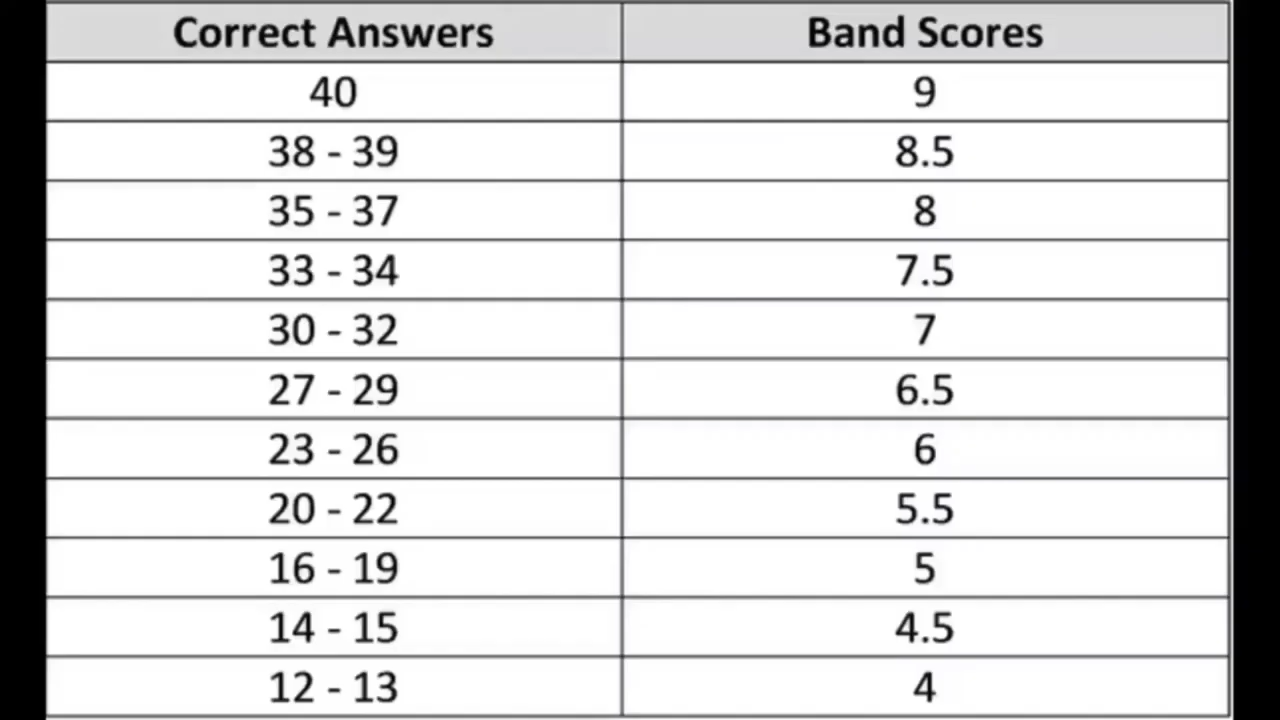 Correct Answers Band Scores
40 9
38 - 39 8.5
35 - 37 8
33 - 34 7.5
30 - 32 7
27 - 29 6.5
23 - 26 6
20 - 22 5.5
16 - 19 5
14 - 15 4.5
12 - 13 4